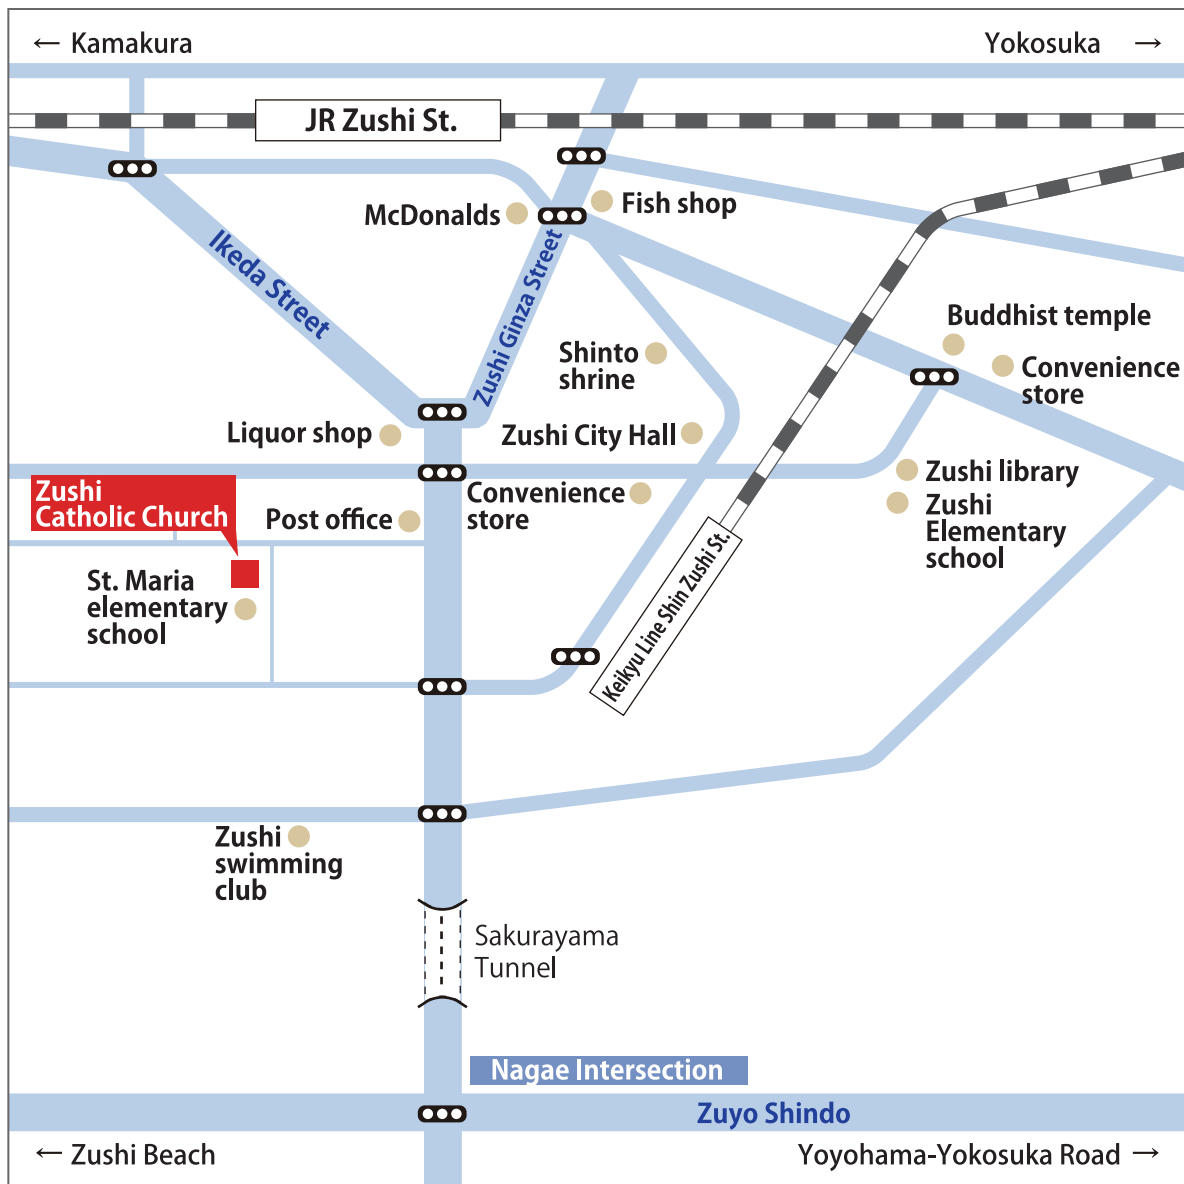 ← Kamakura
Yokosuka →
JR Zushi St.
McDonalds
Fish shop
Ikeda Street
Zushi Ginza Street
Buddhist temple
Shinto
shrine
Convenience
store
Liquor shop
Zushi City Hall
Zushi
Catholic Church
Convenience
store
Zushi library
Post office
Zushi
Elementary
school
St. Maria
elementary
school
Keikyu Line Shin Zushi St.
Zushi
swimming
club
Sakurayama
Tunnel
Nagae Intersection
Zuyo Shindo
← Zushi Beach
Yoyohama-Yokosuka Road →